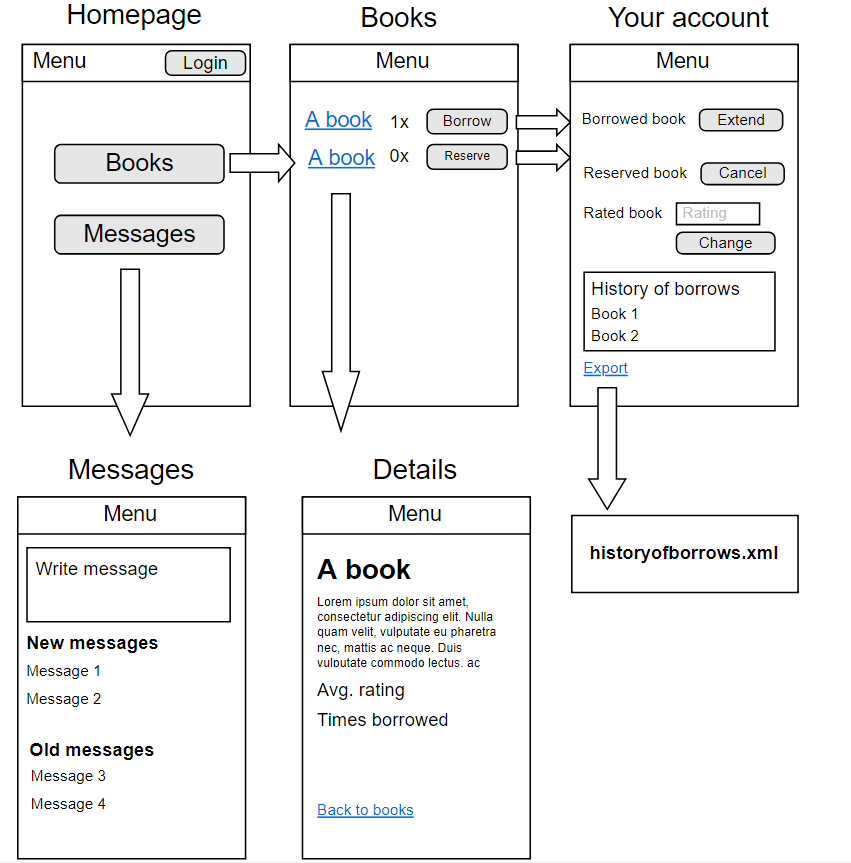 Homepage
Menu
Login
Books
Messages
Books
Menu
A book 1x Borrow
A book 0x Reserve
Your account
Menu
Borrowed book Extend
Reserved book Cancel
Rated book Rating
Change
History of borrows
Book 1
Book 2
Export
historyofborrows.xml
Messages
Menu
Write message
New messages
Message 1
Message 2
Old messages
Message 3
Message 4
Details
Menu
A book
Lorem ipsum dolor sit amet,
consectetur adipiscing elit. Nulla
quam velit, vulputate eu pharetra
nec, mattis ac neque. Duis
vulputate commodo lectus, ac
Avg. rating
Times borrowed
Back to books